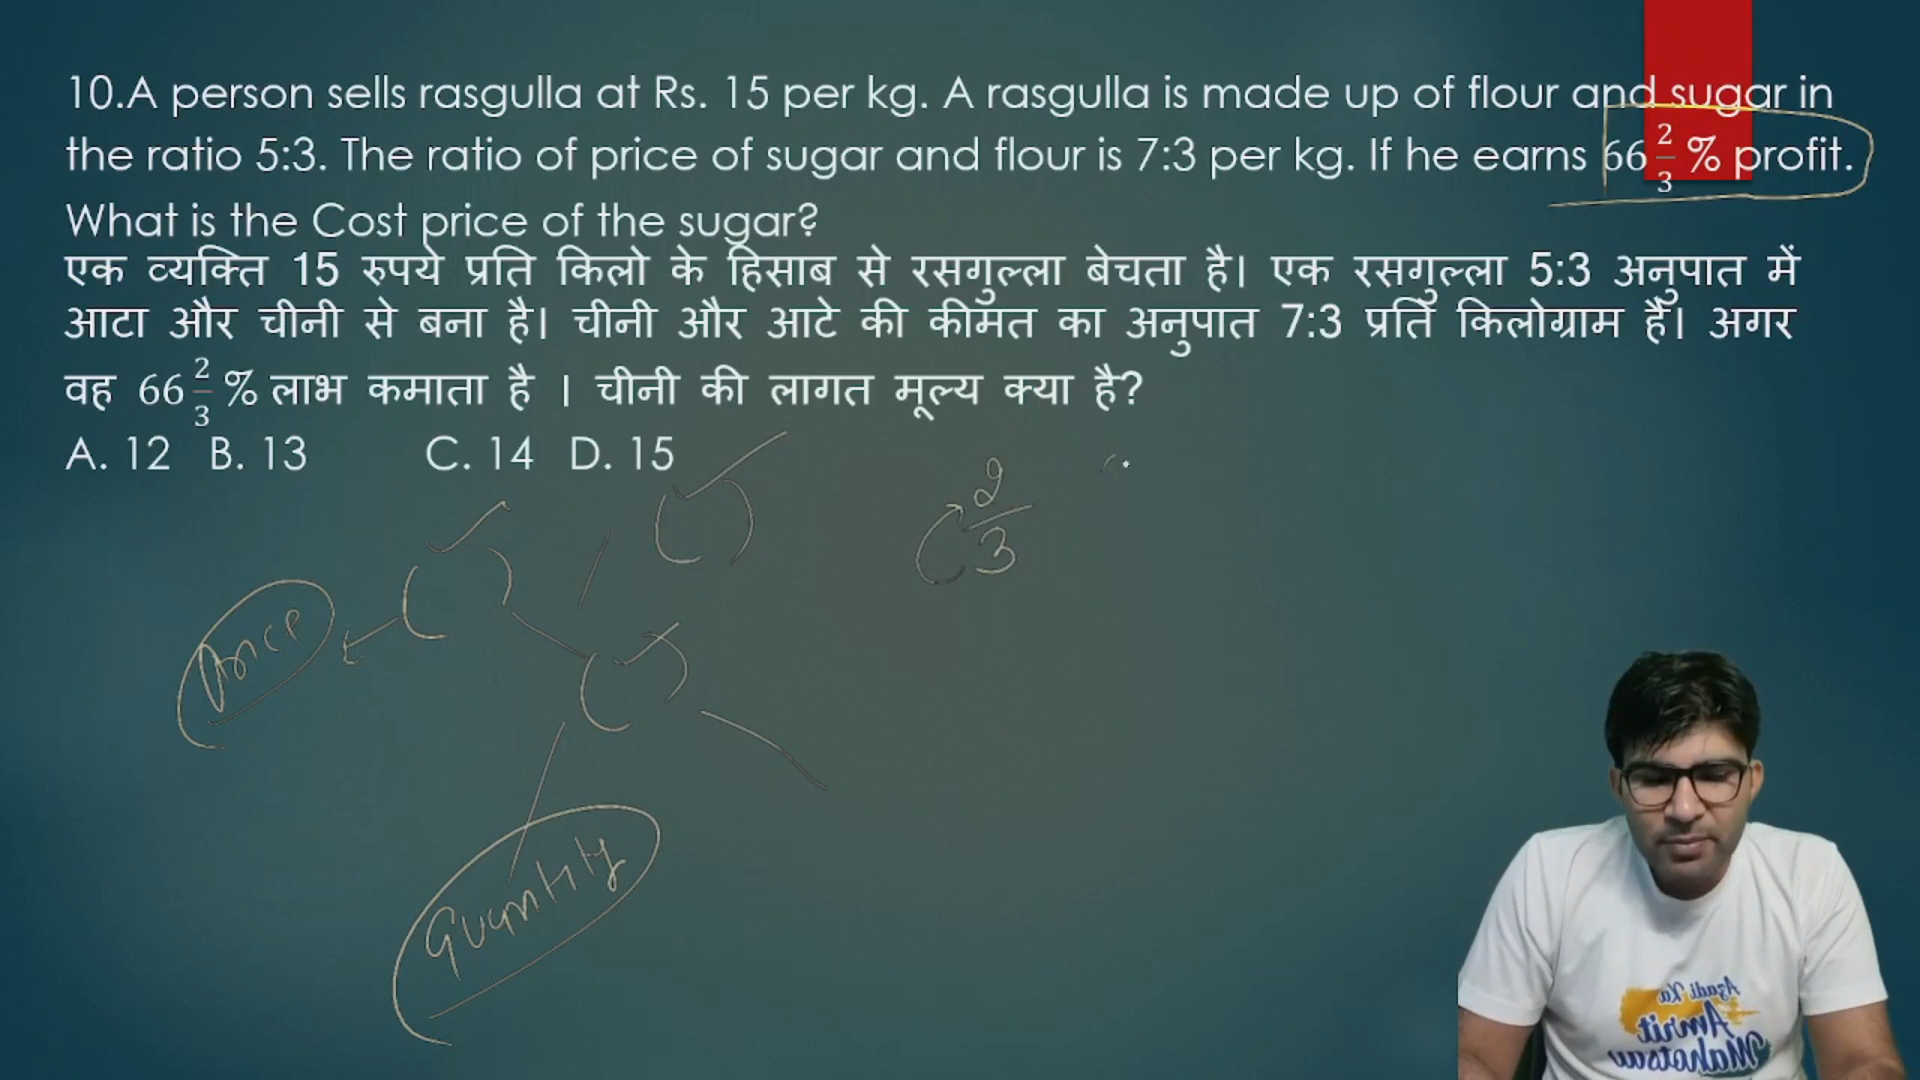 10.A person sells rasgulla at Rs. 15 per kg. A rasgulla is made up of flour and sugar in
the ratio 5:3. The ratio of price of sugar and flour is 7:3 per kg. If he earns 66 2/3 % profit.
What is the Cost price of the sugar?
एक व्यक्ति 15 रुपये प्रति किलो के हिसाब से रसगुल्ला बेचता है। एक रसगुल्ला 5:3 अनुपात में
आटा और चीनी से बना है। चीनी और आटे की कीमत का अनुपात 7:3 प्रति किलोग्राम है। अगर
वह 66 2/3 % लाभ कमाता है । चीनी की लागत मूल्य क्या है?
A. 12 B. 13 C. 14 D. 15
2/3
Quantity
Azadi Ka
Amrit
Mahotsav